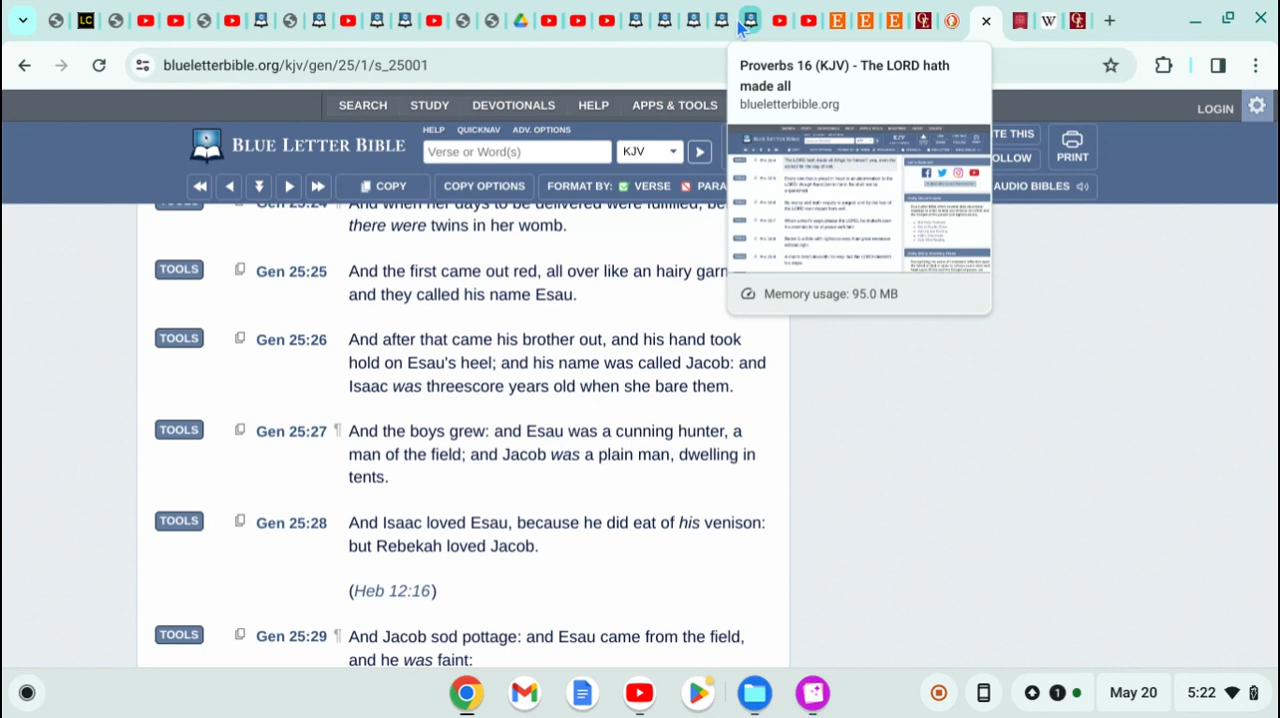 LC
blueletterbible.org/kjv/gen/25/1/s_25001
Proverbs 16 (KJV) - The LORD hath
made all
blueletterbible.org
Memory usage: 95.0 MB
SEARCH STUDY DEVOTIONALS HELP APPS & TOOLS
LOGIN
BLUE LETTER BIBLE
HELP QUICKNAV ADV. OPTIONS
Verse or Wor
KJV
TE THIS
OLLOW
PRINT
COPY COPY OPTIONS FORMAT BY: VERSE PARA
AUDIO BIBLES
there were twins in her womb.
TOOLS Gen 25:25
the first came out red, all over like an hairy garm
and they called his name Esau.
TOOLS Gen 25:26 And after that came his brother out, and his hand took
hold on Esau's heel; and his name was called Jacob: and
Isaac was threescore years old when she bare them.
TOOLS Gen 25:27 ¶ And the boys grew: and Esau was a cunning hunter, a
man of the field; and Jacob was a plain man, dwelling in
tents.
TOOLS Gen 25:28 And Isaac loved Esau, because he did eat of his venison:
but Rebekah loved Jacob.
(Heb 12:16)
TOOLS Gen 25:29 ¶ And Jacob sod pottage: and Esau came from the field,
and he was faint:
1 May 20 5:22